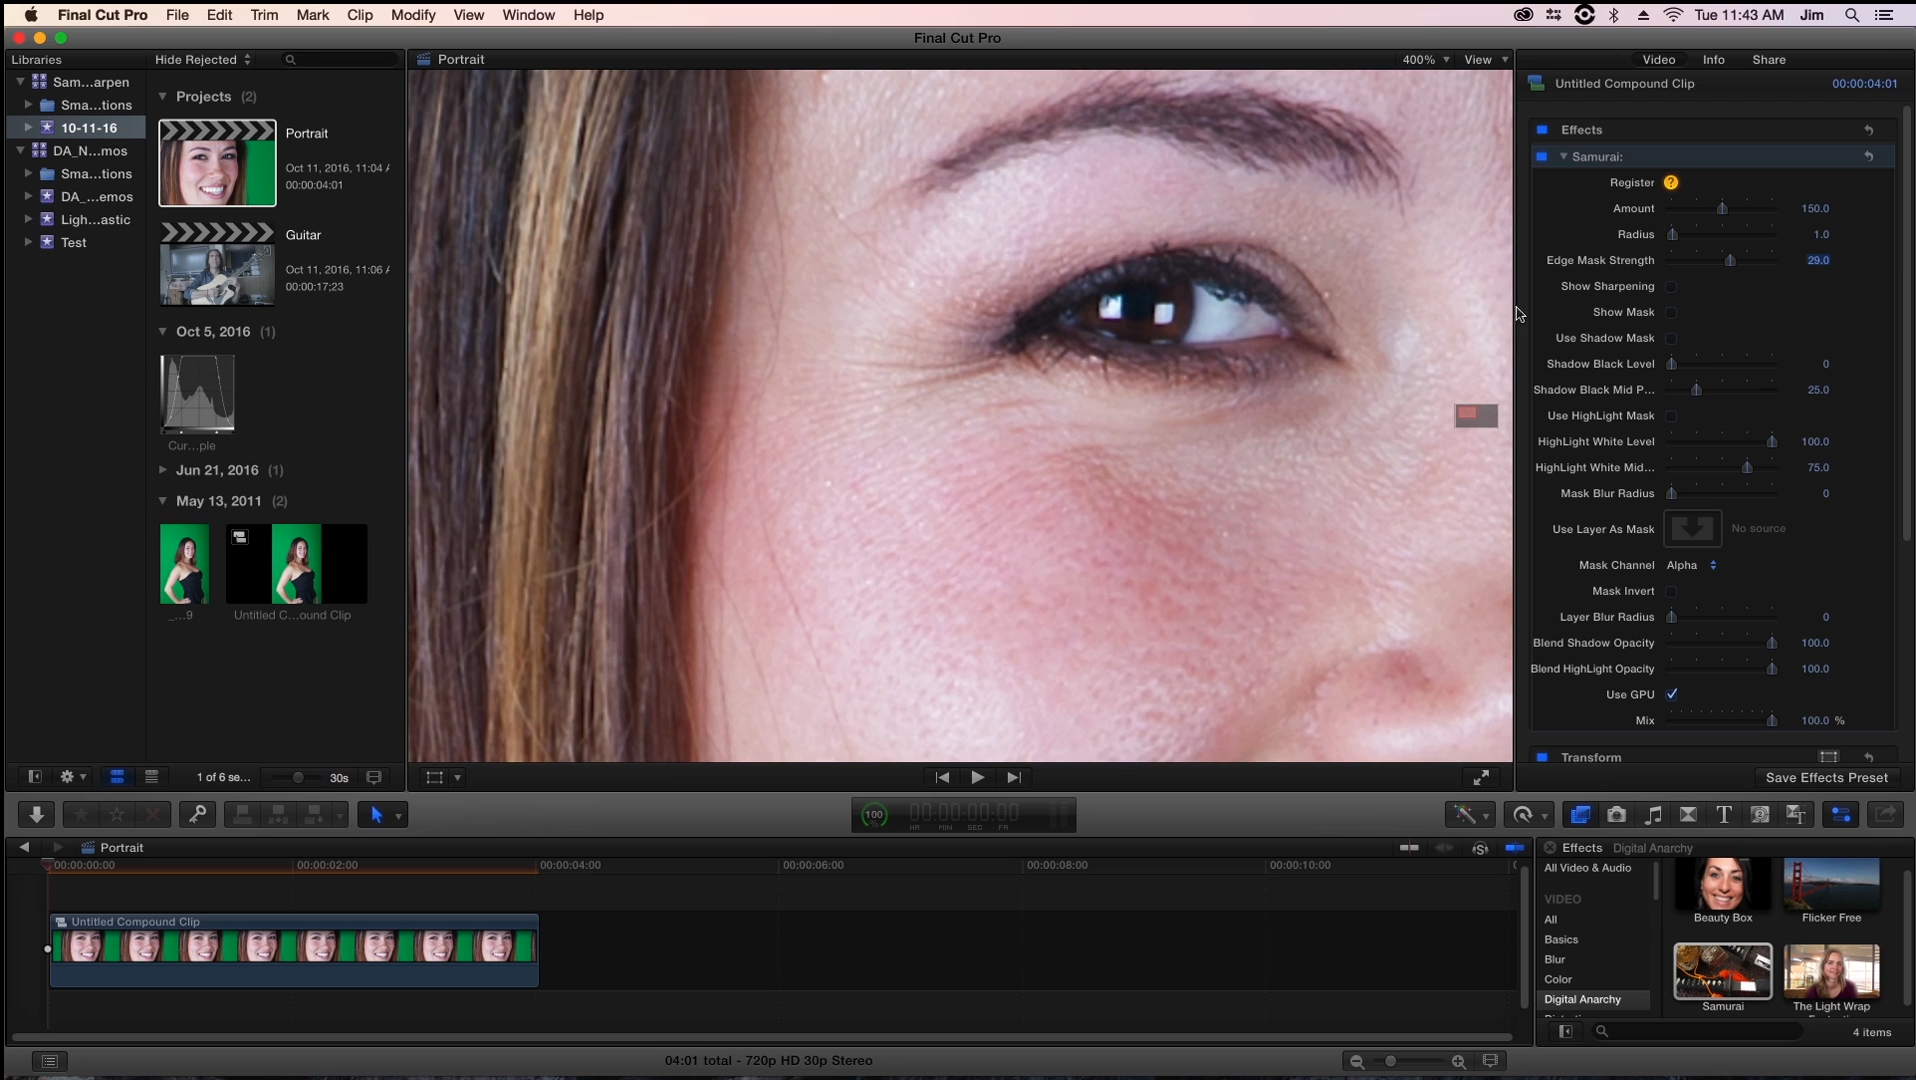 Final Cut Pro File Edit Trim Mark Clip Modify View Window Help
Tue 11:43 AM Jim
Final Cut Pro
Libraries
Hide Rejected
Portrait
400%
View
Video Info Share
Sam...arpen
Sma...tions
10-11-16
DA_N...mos
Sma...tions
DA_...emos
Ligh...astic
Test
Projects (2)
Portrait
Oct 11, 2016, 11:04
00:00:04:01
Guitar
Oct 11, 2016, 11:06
00:00:17;23
Oct 5, 2016 (1)
Cur...ple
Jun 21, 2016 (1)
May 13, 2011 (2)
_...9
Untitled C...ound Clip
1 of 6 se...
30s
Untitled Compound Clip 00:00:04:01
Effects
Samurai:
Register ?
Amount 150.0
Radius 1.0
Edge Mask Strength 29.0
Show Sharpening
Show Mask
Use Shadow Mask
Shadow Black Level 0
Shadow Black Mid P... 25.0
Use HighLight Mask
HighLight White Level 100.0
HighLight White Mid... 75.0
Mask Blur Radius 0
Use Layer As Mask No source
Mask Channel Alpha
Mask Invert
Layer Blur Radius 0
Blend Shadow Opacity 100.0
Blend HighLight Opacity 100.0
Use GPU
Mix 100.0 %
Transform
Save Effects Preset
100 % 00:00:00:00
HR MIN SEC FR
Portrait
00:00:00:00 00:00:02:00 00:00:04:00 00:00:06:00 00:00:08:00 00:00:10:00
Untitled Compound Clip
Effects Digital Anarchy
All Video & Audio
VIDEO
All
Basics
Blur
Color
Digital Anarchy
Beauty Box
Flicker Free
Samurai
The Light Wrap
4 items
04:01 total - 720p HD 30p Stereo